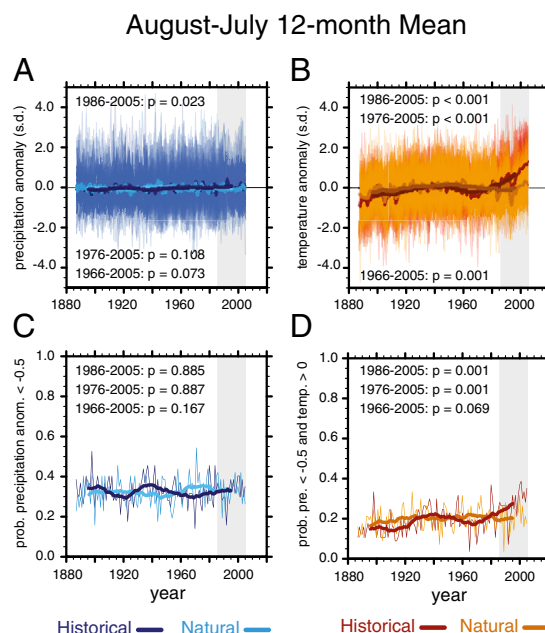 August-July 12-month Mean
A
precipitation anomaly (s.d.)
4.0
2.0
0.0
-2.0
-4.0
1986-2005: p = 0.023
1976-2005: p = 0.108
1966-2005: p = 0.073
1880 1920 1960 2000
B
temperature anomaly (s.d.)
4.0
2.0
0.0
-2.0
-4.0
1986-2005: p < 0.001
1976-2005: p < 0.001
1966-2005: p = 0.001
1880 1920 1960 2000
C
prob. precipitation anom. < -0.5
1.0
0.8
0.6
0.4
0.2
0.0
1986-2005: p = 0.885
1976-2005: p = 0.887
1966-2005: p = 0.167
1880 1920 1960 2000
year
Historical Natural
D
prob. pre. < -0.5 and temp. > 0
1.0
0.8
0.6
0.4
0.2
0.0
1986-2005: p = 0.001
1976-2005: p = 0.001
1966-2005: p = 0.069
1880 1920 1960 2000
year
Historical Natural